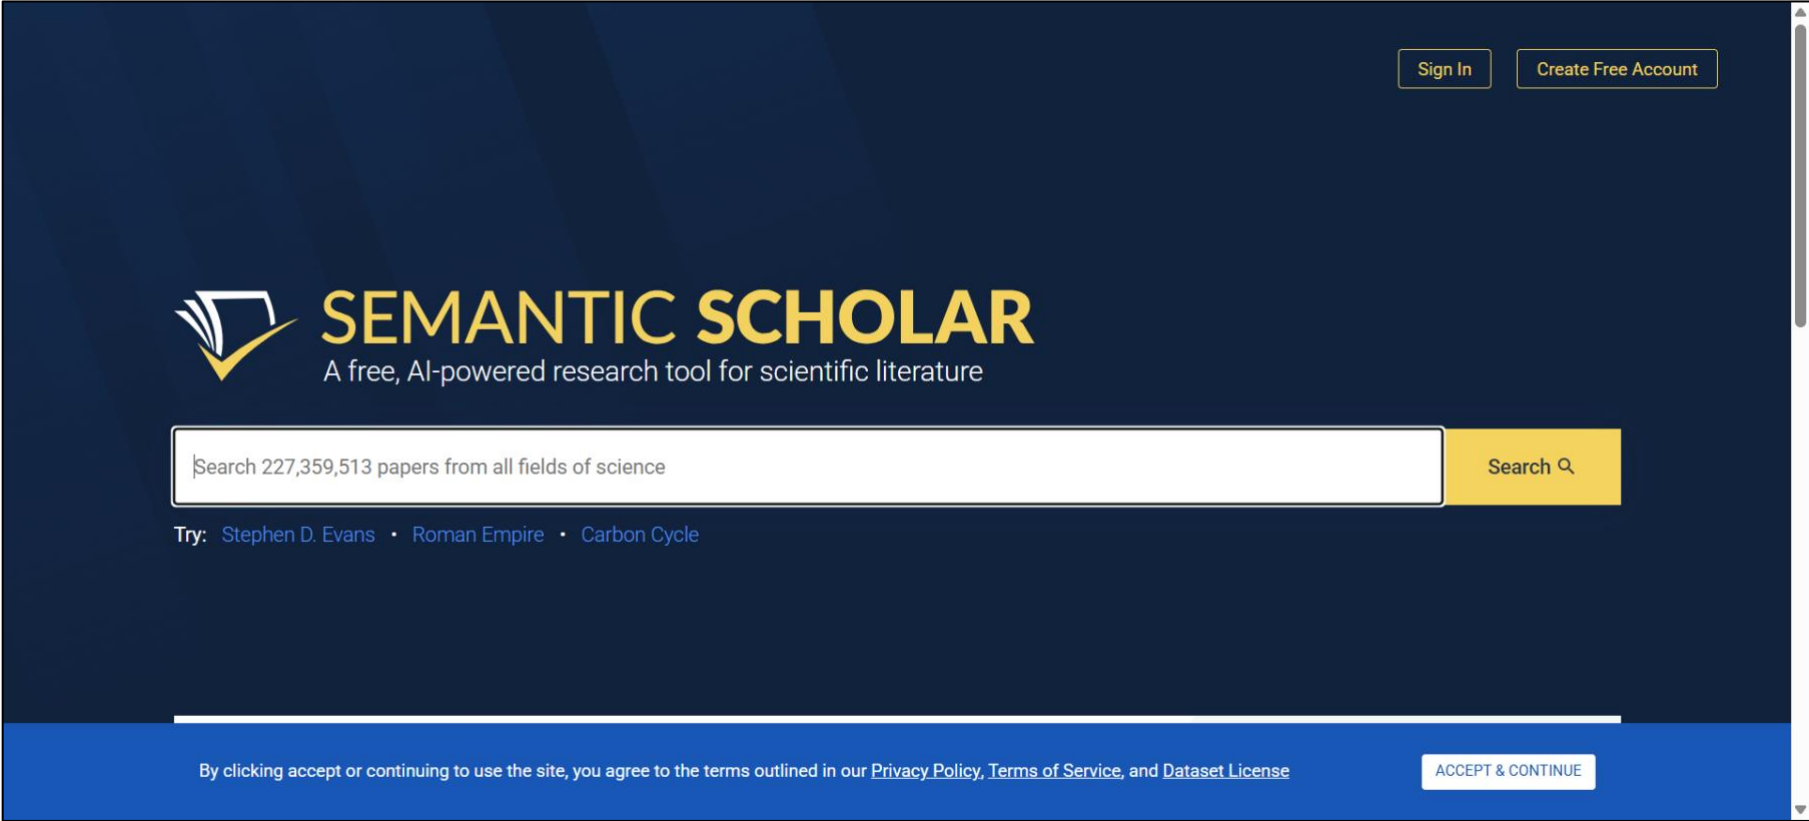 Sign In Create Free Account
SEMANTIC SCHOLAR
A free, AI-powered research tool for scientific literature
Search 227,359,513 papers from all fields of science
Search
Try: Stephen D. Evans • Roman Empire • Carbon Cycle
By clicking accept or continuing to use the site, you agree to the terms outlined in our Privacy Policy, Terms of Service, and Dataset License
ACCEPT & CONTINUE